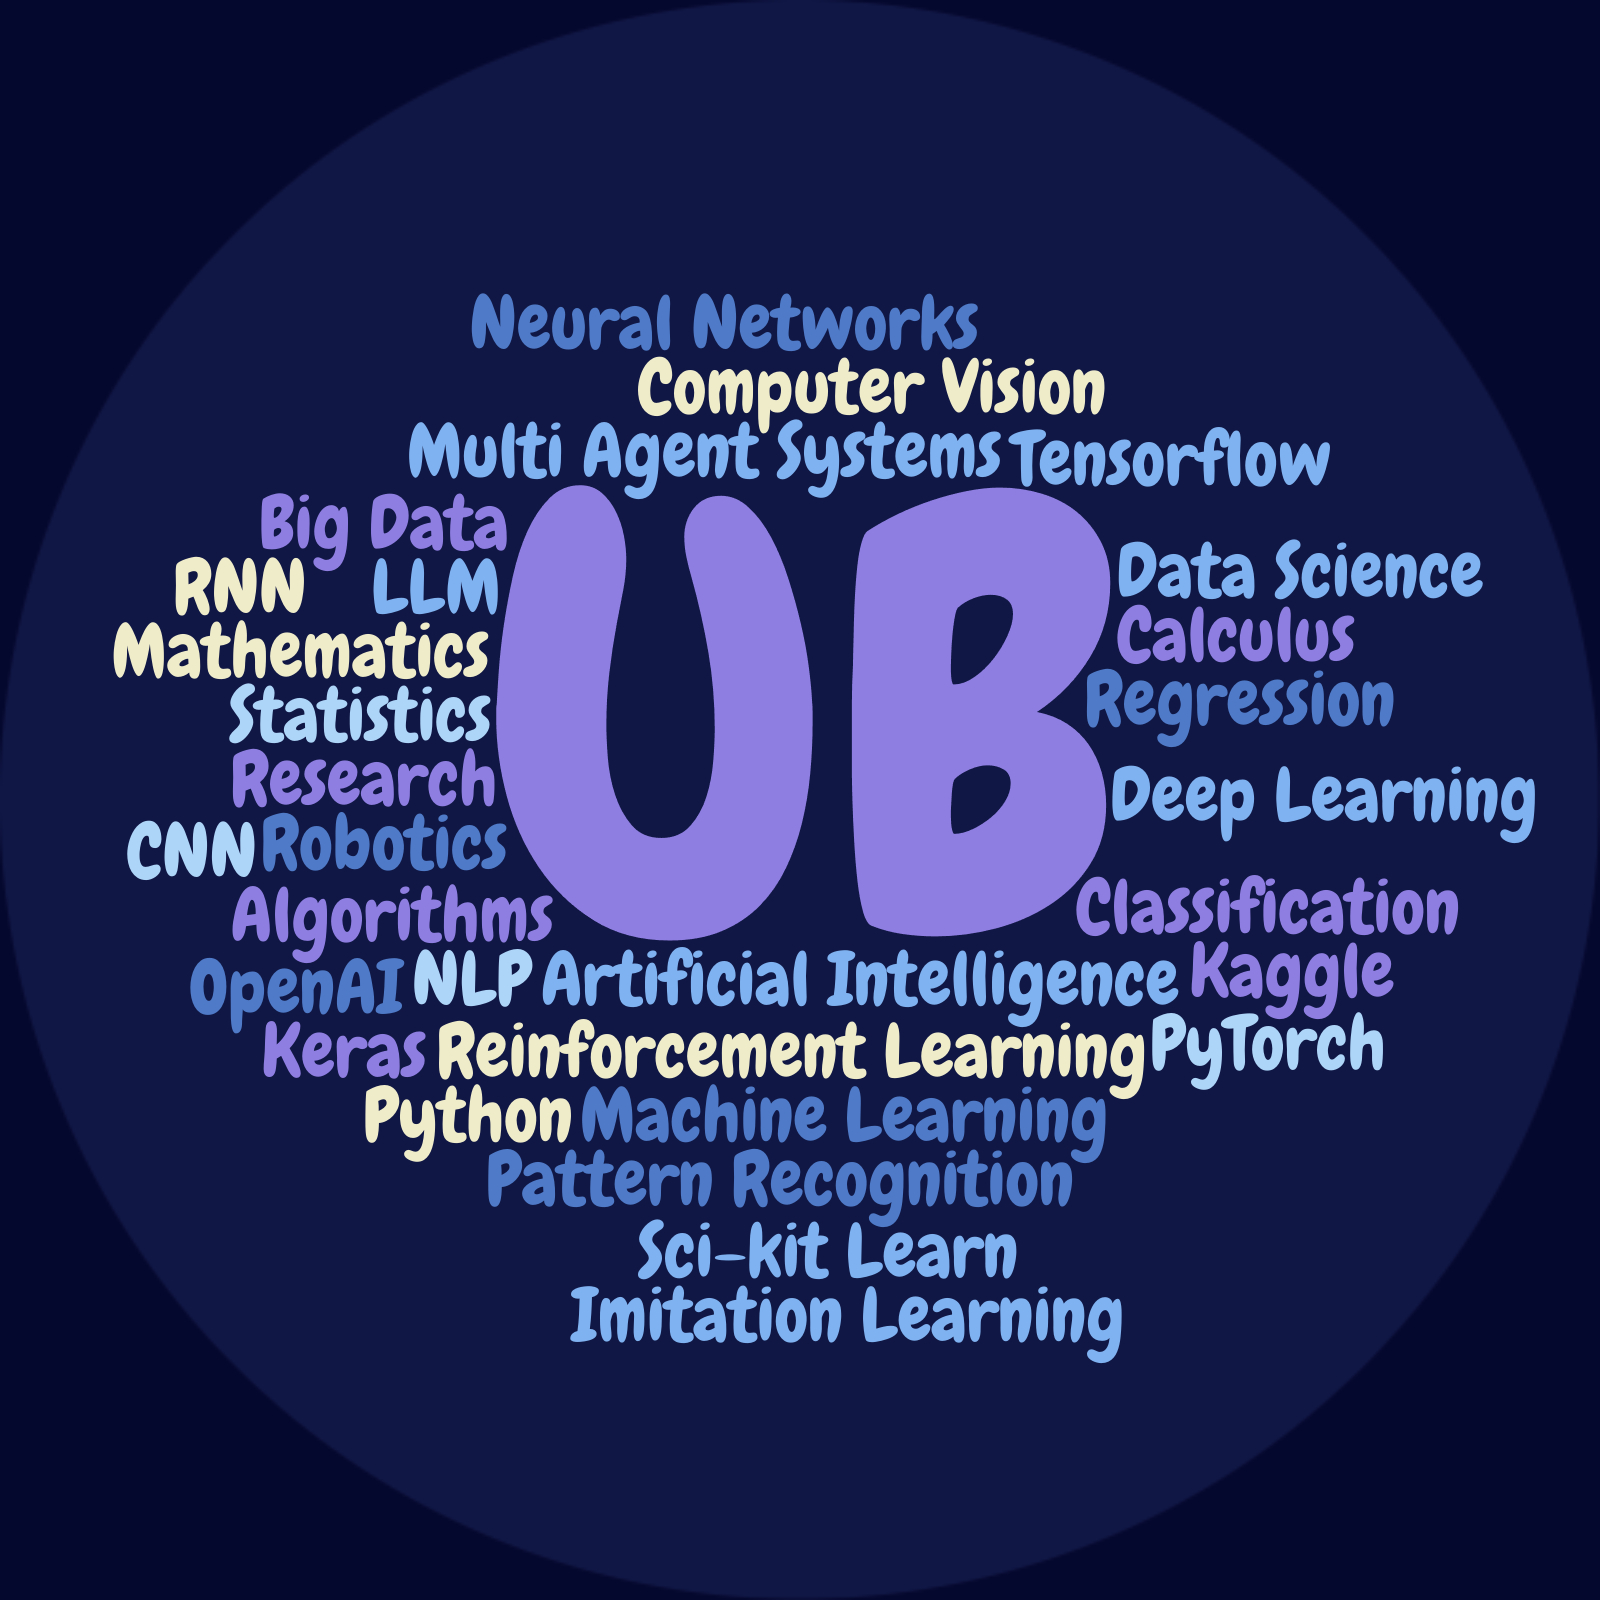 Neural Networks
Computer Vision
Multi Agent Systems Tensorflow
Big Data
RNN LLM Data Science
Mathematics Calculus
Statistics Regression
UB
Research Deep Learning
CNN Robotics
Algorithms Classification
OpenAI NLP Artificial Intelligence Kaggle
Keras Reinforcement Learning PyTorch
Python Machine Learning
Pattern Recognition
Sci-kit Learn
Imitation Learning